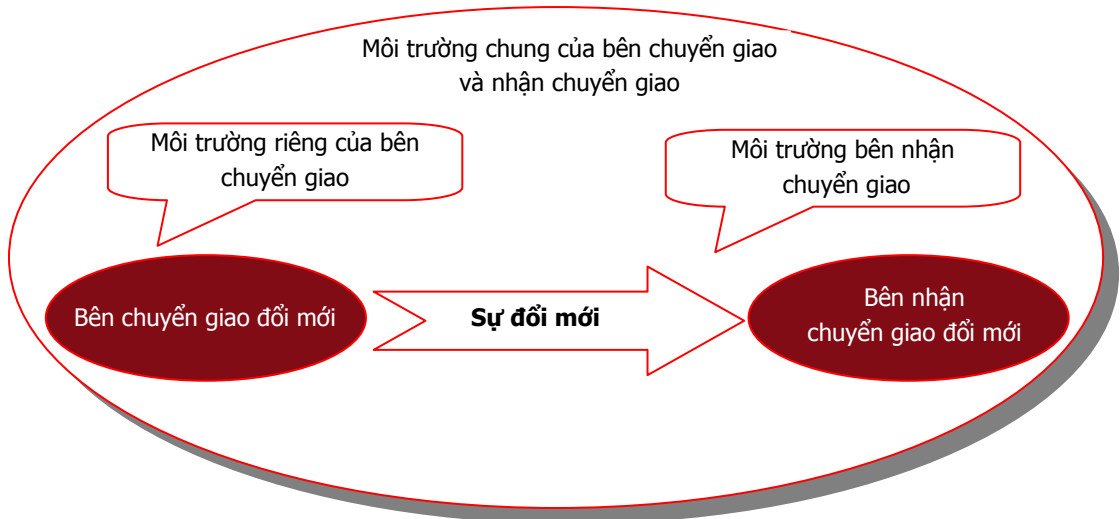 Môi trường chung của bên chuyển giao
và nhận chuyển giao
Môi trường riêng của bên
chuyển giao
Môi trường bên nhận
chuyển giao
Bên chuyển giao đổi mới
Sự đổi mới
Bên nhận
chuyển giao đổi mới